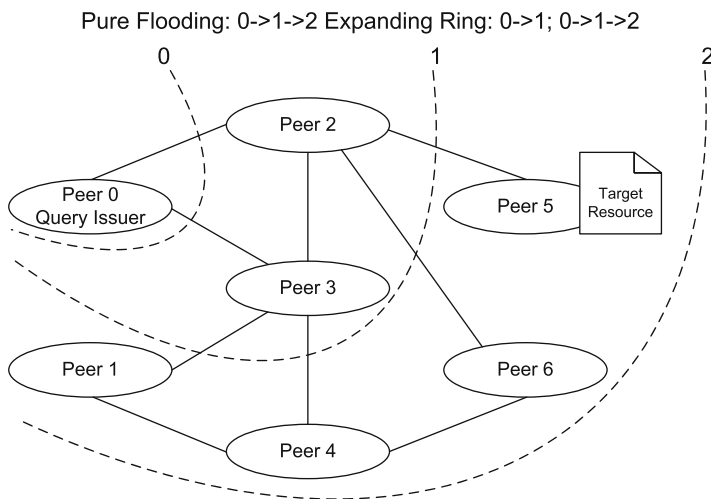 Pure Flooding: 0->1->2 Expanding Ring: 0->1; 0->1->2
0
1
2
Peer 2
Peer 0
Query Issuer
Peer 5
Target
Resource
Peer 3
Peer 1
Peer 6
Peer 4